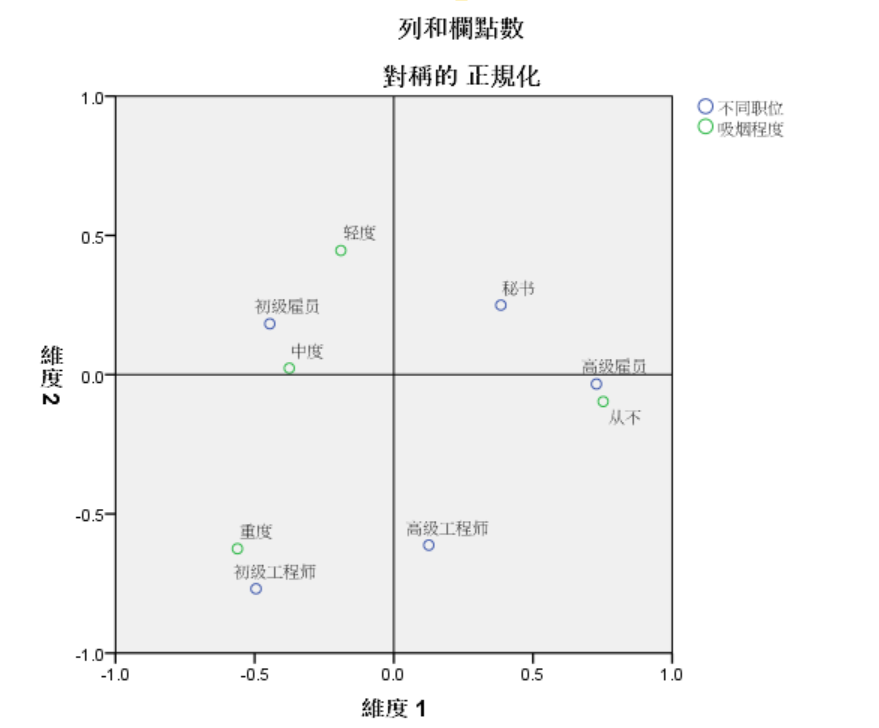 列和欄點數
對稱的 正規化
不同职位
吸烟程度
1.0
轻度
0.5
秘书
初级雇员
中度
高级雇员
維度 2
0.0
从不
-0.5
高级工程师
重度
初级工程师
-1.0
-1.0 -0.5 0.0 0.5 1.0
維度 1